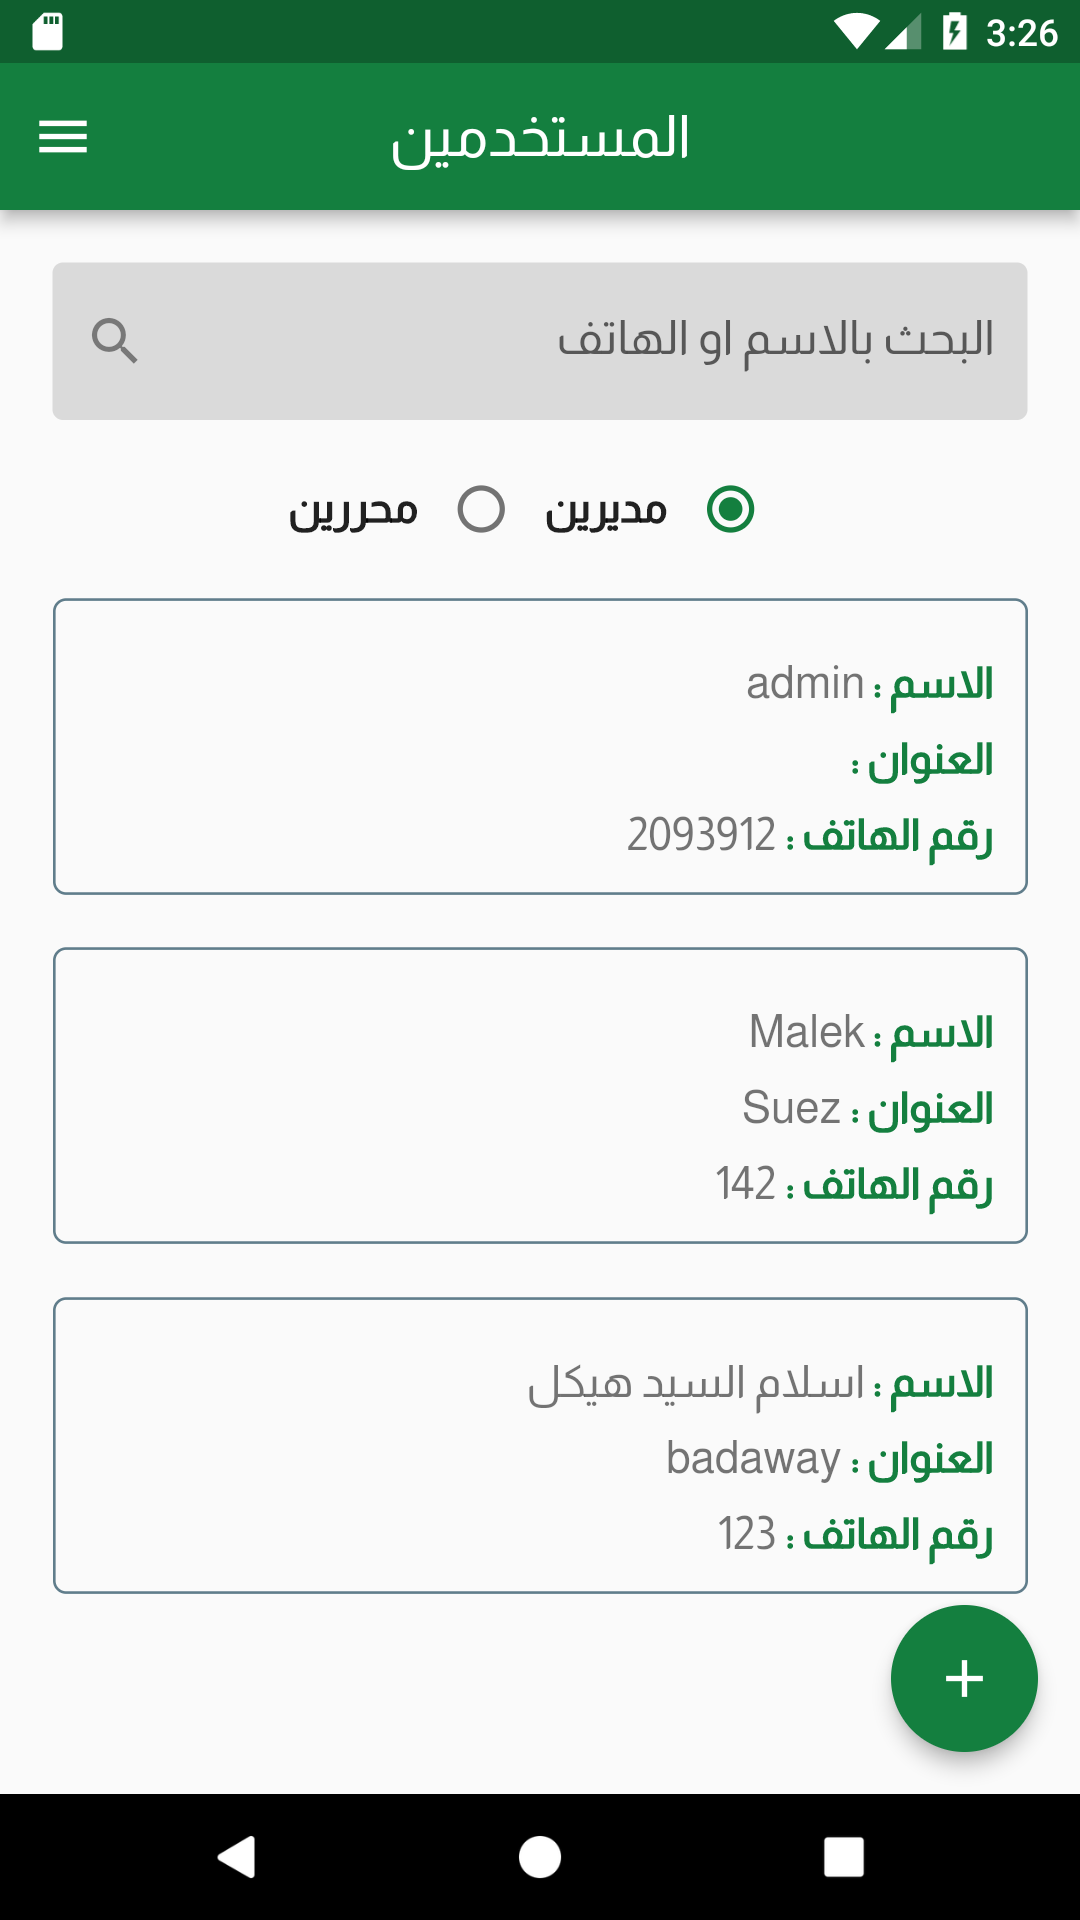 3:26
المستخدمين
البحث بالاسم او الهاتف
مديرين محررين
الاسم : admin
العنوان :
رقم الهاتف : 2093912
الاسم : Malek
العنوان : Suez
رقم الهاتف : 142
الاسم : اسلام السيد هيكل
العنوان : badaway
رقم الهاتف : 123